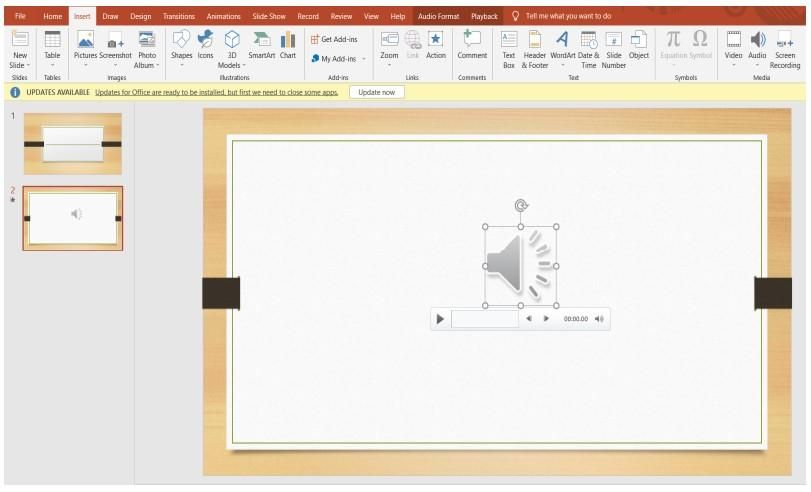 File Home Insert Draw Design Transitions Animations Slide Show Record Review View Help Audio Format Playback Tell me what you want to do
New Slide
Table
Pictures
Screenshot
Photo Album
Shapes
Icons
3D Models
SmartArt
Chart
Get Add-ins
My Add-ins
Zoom
Link
Action
Comment
Text Box
Header & Footer
WordArt
Date & Time
Slide Number
Object
Equation
Symbol
Video
Audio
Screen Recording
Slides Tables Images Illustrations Add-ins Links Comments Text Symbols Media
UPDATES AVAILABLE Updates for Office are ready to be installed, but first we need to close some apps. Update now
1
2
00:00.00